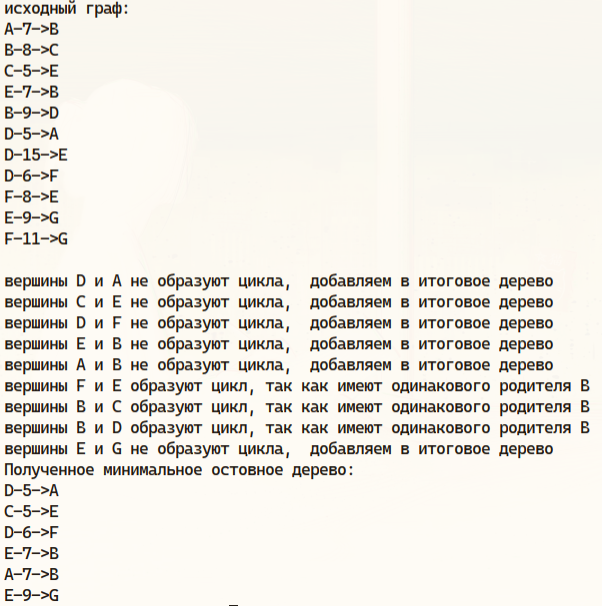 исходный граф:
A-7->B
B-8->C
C-5->E
E-7->B
B-9->D
D-5->A
D-15->E
D-6->F
F-8->E
E-9->G
F-11->G
вершины D и A не образуют цикла,  добавляем в итоговое дерево
вершины C и E не образуют цикла,  добавляем в итоговое дерево
вершины D и F не образуют цикла,  добавляем в итоговое дерево
вершины E и B не образуют цикла,  добавляем в итоговое дерево
вершины A и B не образуют цикла,  добавляем в итоговое дерево
вершины F и E образуют цикл, так как имеют одинакового родителя B
вершины B и C образуют цикл, так как имеют одинакового родителя B
вершины B и D образуют цикл, так как имеют одинакового родителя B
вершины E и G не образуют цикла,  добавляем в итоговое дерево
Полученное минимальное остовное дерево:
D-5->A
C-5->E
D-6->F
E-7->B
A-7->B
E-9->G